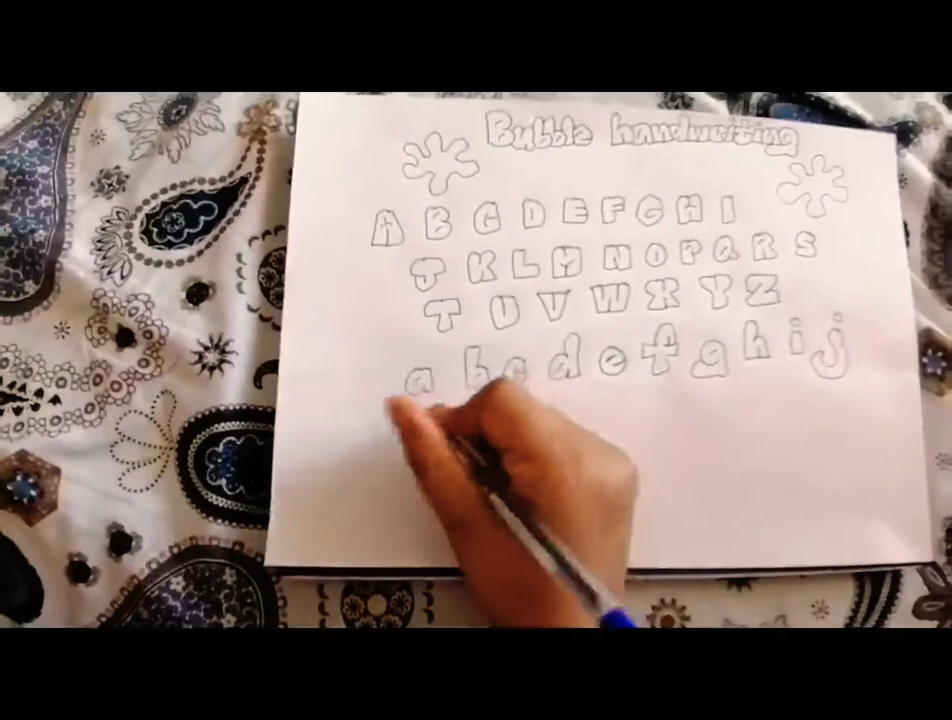 Bubble handwriting
A B C D E F G H I
J K L M N O P Q R S
T U V W X Y Z
a b c d e f g h i j